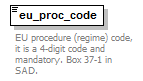 eu_proc_code
EU procedure (regime) code,
it is a 4-digit code and
mandatory. Box 37-1 in
SAD.